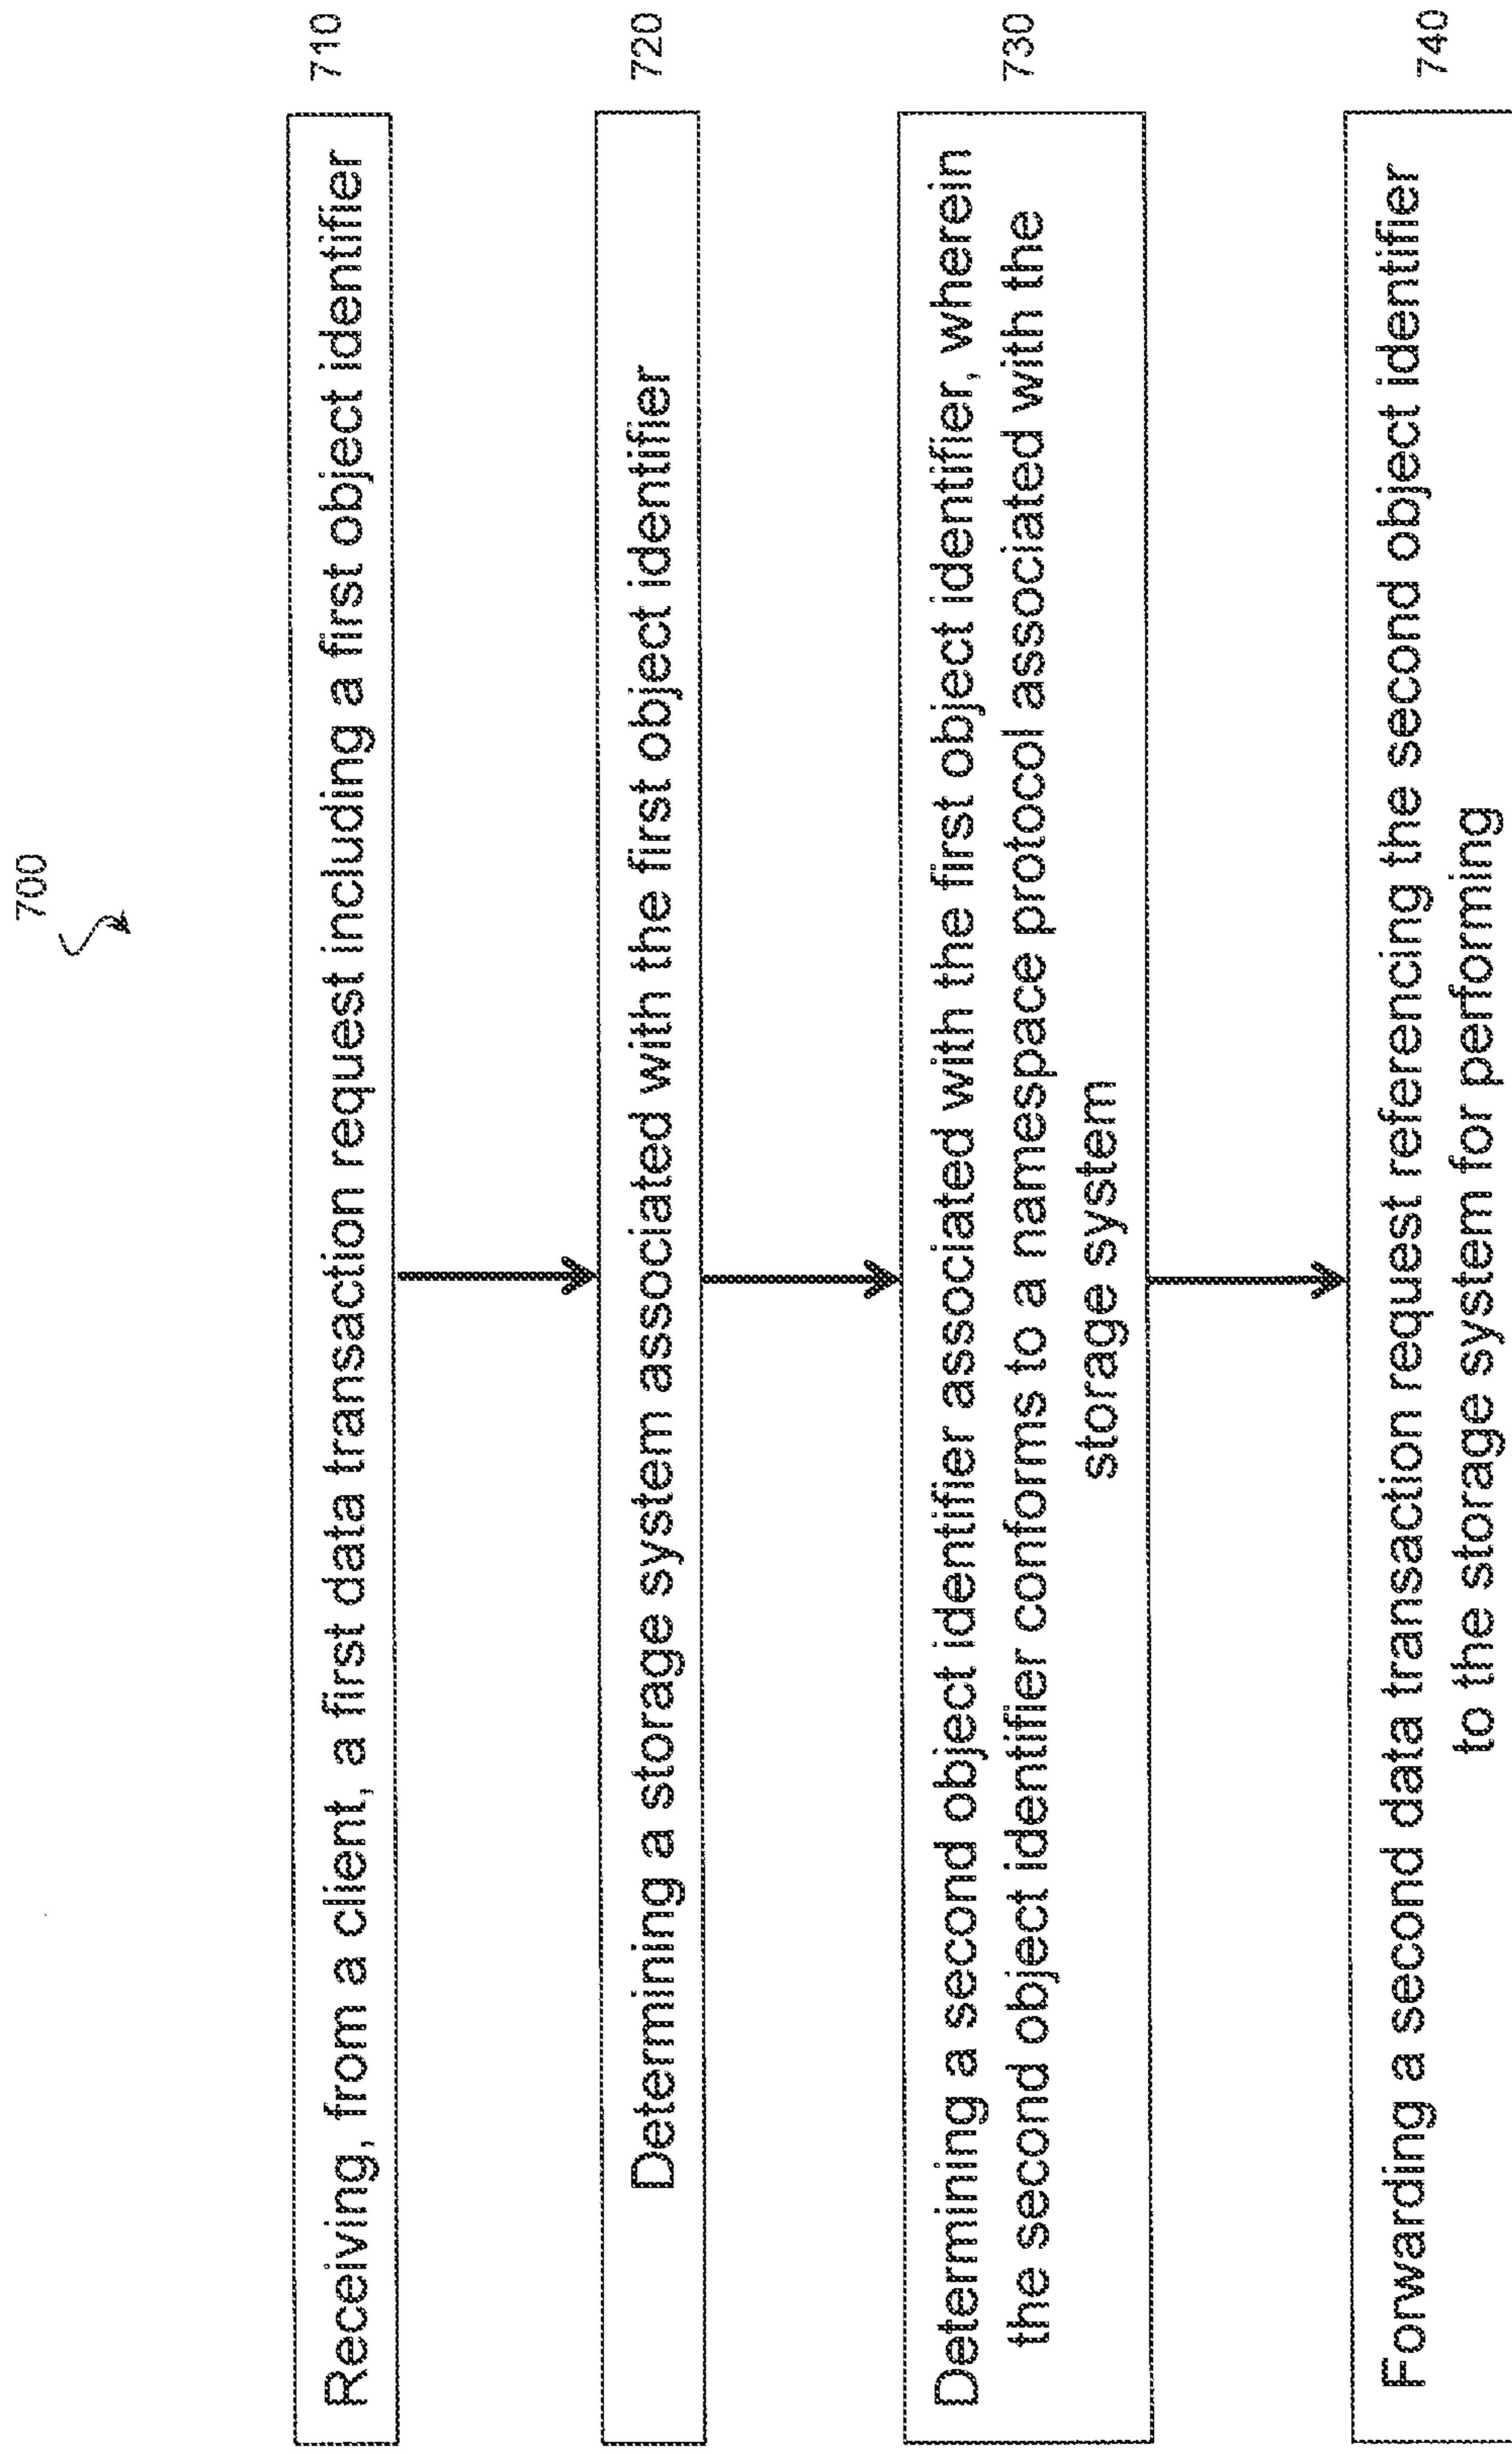 700
Receiving, from a client, a first data transaction request including a first object identifier
710
Determining a storage system associated with the first object identifier
720
Determining a second object identifier associated with the first object identifier, wherein
the second object identifier conforms to a namespace protocol associated with the
storage system
730
Forwarding a second data transaction request referencing the second object identifier
to the storage system for performing
740